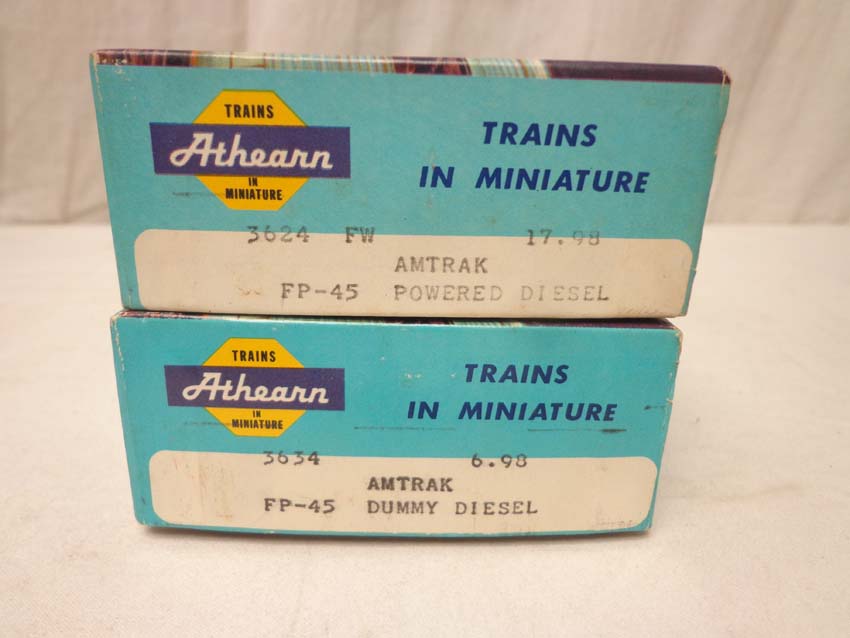 TRAINS
Athearn
IN
MINIATURE
TRAINS
IN MINIATURE
3624 FW 17.98
AMTRAK
FP-45 POWERED DIESEL
TRAINS
Athearn
IN
MINIATURE
TRAINS
IN MINIATURE
3634 6.98
AMTRAK
FP-45 DUMMY DIESEL